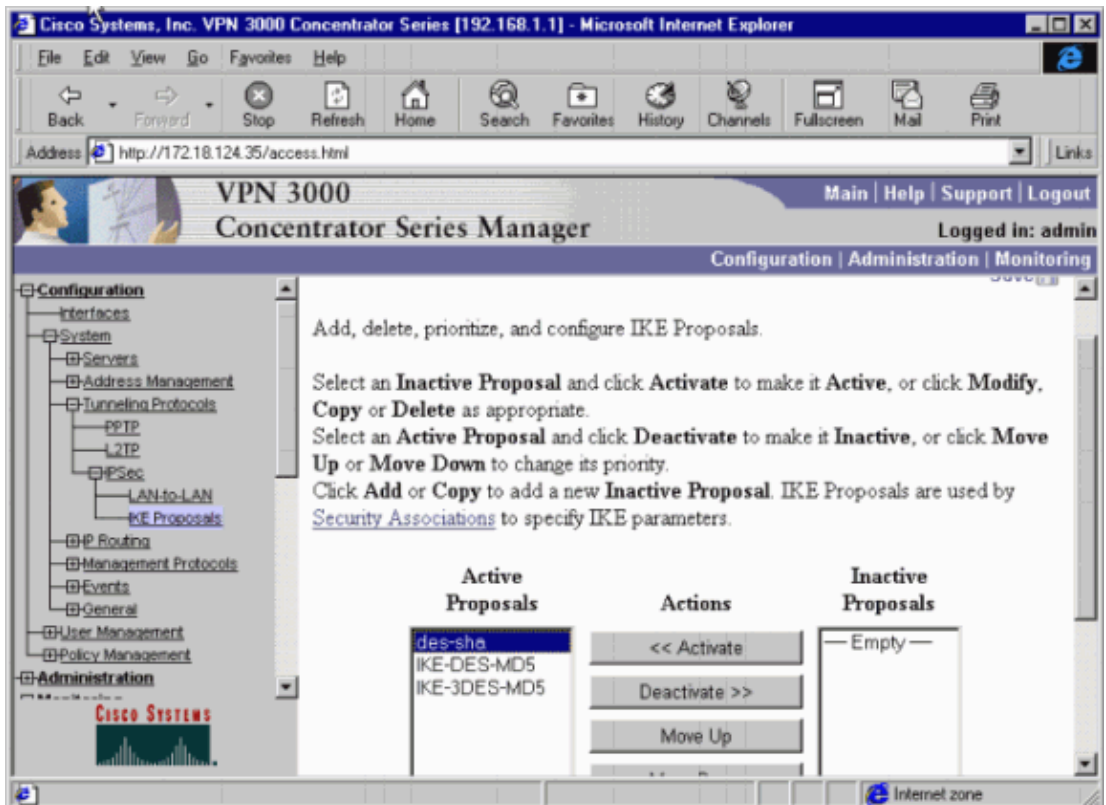 Cisco Systems, Inc. VPN 3000 Concentrator Series [192.168.1.1] - Microsoft Internet Explorer
File Edit View Go Favorites Help
Back Forward Stop Refresh Home Search Favorites History Channels Fullscreen Mail Print
Address http://172.18.124.35/access.html Links
VPN 3000
Concentrator Series Manager
Main | Help | Support | Logout
Logged in: admin
Configuration | Administration | Monitoring
Configuration
Interfaces
System
Servers
Address Management
Tunneling Protocols
PPTP
L2TP
IPSec
LAN-to-LAN
IKE Proposals
IP Routing
Management Protocols
Events
General
User Management
Policy Management
Administration
Monitoring
CISCO SYSTEMS
Save
Add, delete, prioritize, and configure IKE Proposals.
Select an Inactive Proposal and click Activate to make it Active, or click Modify,
Copy or Delete as appropriate.
Select an Active Proposal and click Deactivate to make it Inactive, or click Move
Up or Move Down to change its priority.
Click Add or Copy to add a new Inactive Proposal. IKE Proposals are used by
Security Associations to specify IKE parameters.
Active
Proposals
des-sha
IKE-DES-MD5
IKE-3DES-MD5
Actions
<< Activate
Deactivate >>
Move Up
Inactive
Proposals
— Empty —
Internet zone